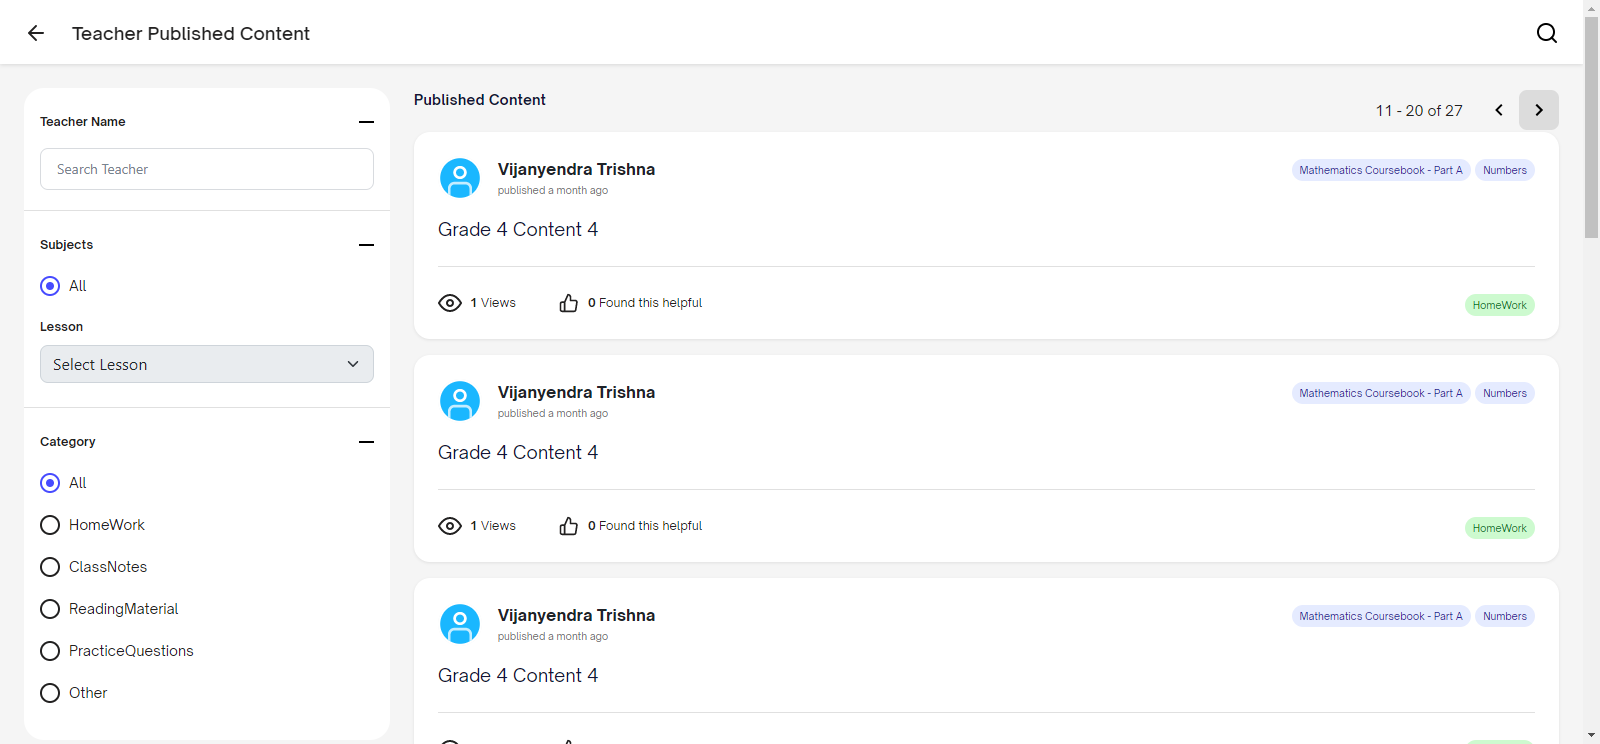 Teacher Published Content
Teacher Name
Search Teacher
Subjects
All
Lesson
Select Lesson
Category
All
HomeWork
ClassNotes
ReadingMaterial
PracticeQuestions
Other
Published Content
11 - 20 of 27
Vijanyendra Trishna
published a month ago
Mathematics Coursebook - Part A
Numbers
Grade 4 Content 4
1 Views
0 Found this helpful
HomeWork
Vijanyendra Trishna
published a month ago
Mathematics Coursebook - Part A
Numbers
Grade 4 Content 4
1 Views
0 Found this helpful
HomeWork
Vijanyendra Trishna
published a month ago
Mathematics Coursebook - Part A
Numbers
Grade 4 Content 4